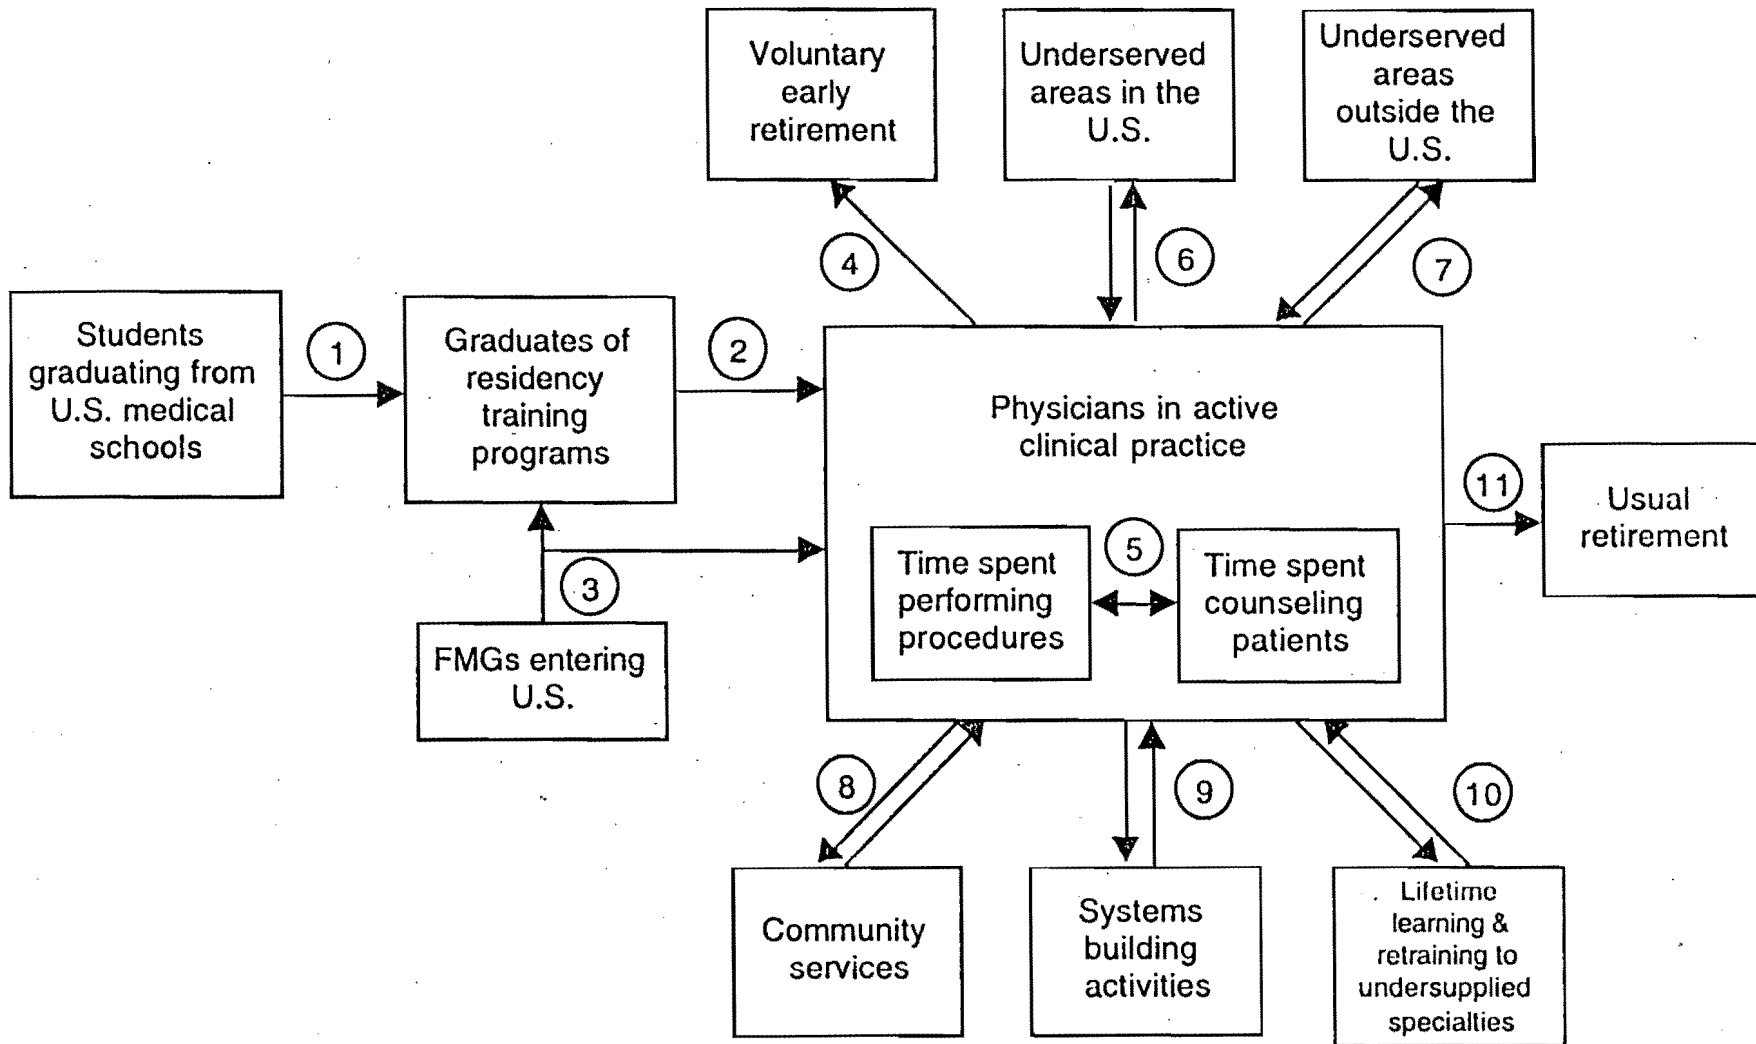 Voluntary
early
retirement
Underserved
areas in the
U.S.
Underserved
areas
outside the
U.S.
4
6
7
Students
graduating from
U.S. medical
schools
1
Graduates of
residency
training
programs
2
Physicians in active
clinical practice
11
Usual
retirement
3
FMGs entering
U.S.
Time spent
performing
procedures
5
Time spent
counseling
patients
8
9
10
Community
services
Systems
building
activities
Lifetime
learning &
retraining to
undersupplied
specialties